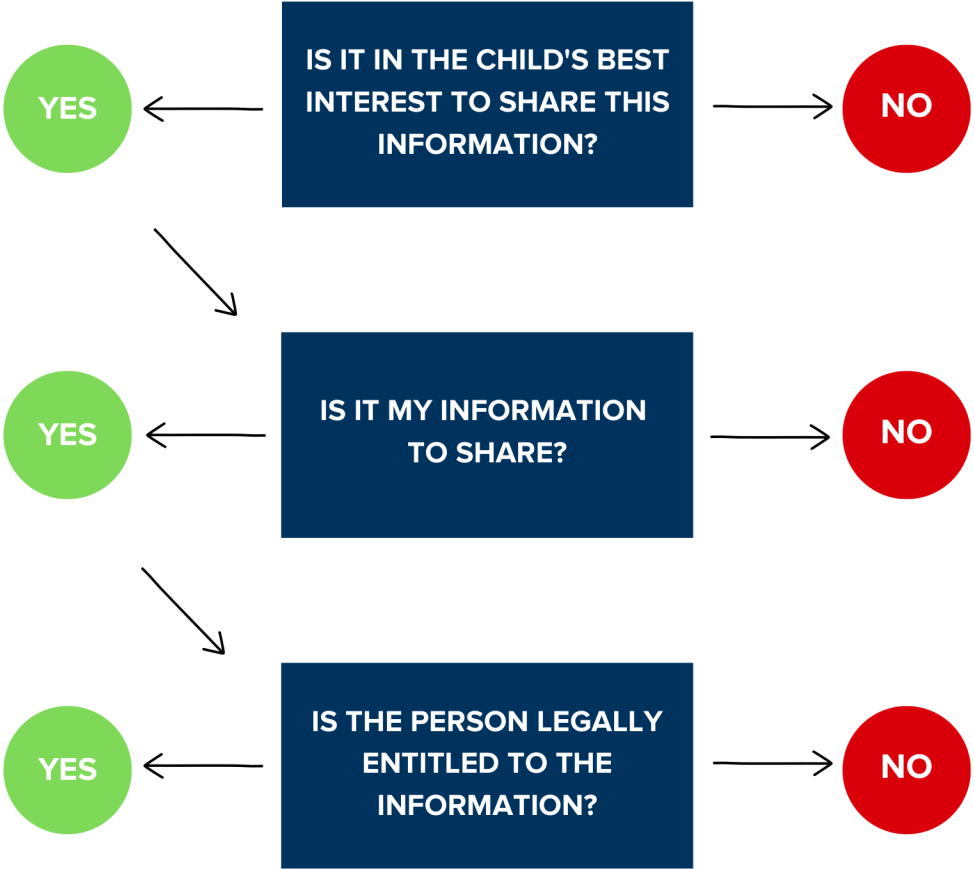 IS IT IN THE CHILD'S BEST
INTEREST TO SHARE THIS
INFORMATION?
YES
NO
IS IT MY INFORMATION
TO SHARE?
YES
NO
IS THE PERSON LEGALLY
ENTITLED TO THE
INFORMATION?
YES
NO